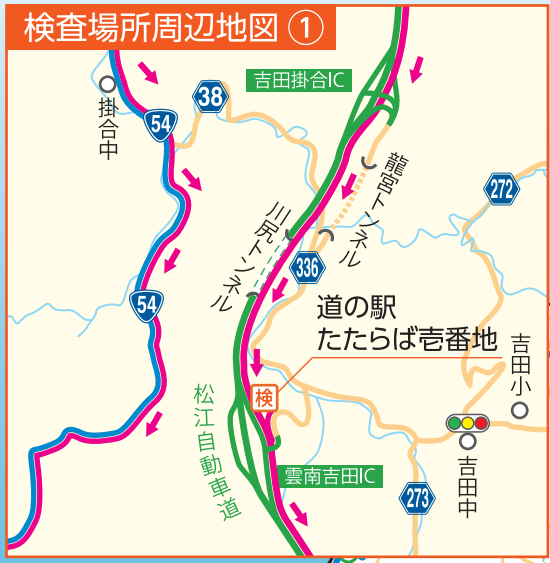 検査場所周辺地図①
吉田掛合IC
38
掛合中
54
龍宮トンネル
272
川尻トンネル
336
54
道の駅
たたらば壱番地
吉田小
検
松江自動車道
吉田中
雲南吉田IC
273